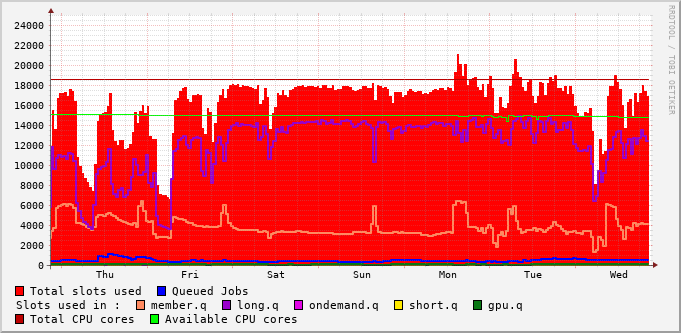 24000
22000
20000
18000
16000
14000
12000
10000
8000
6000
4000
2000
0
Thu Fri Sat Sun Mon Tue Wed
RRDTOOL / TOBI OETIKER
Total slots used Queued Jobs
Slots used in : member.q long.q ondemand.q short.q gpu.q
Total CPU cores Available CPU cores